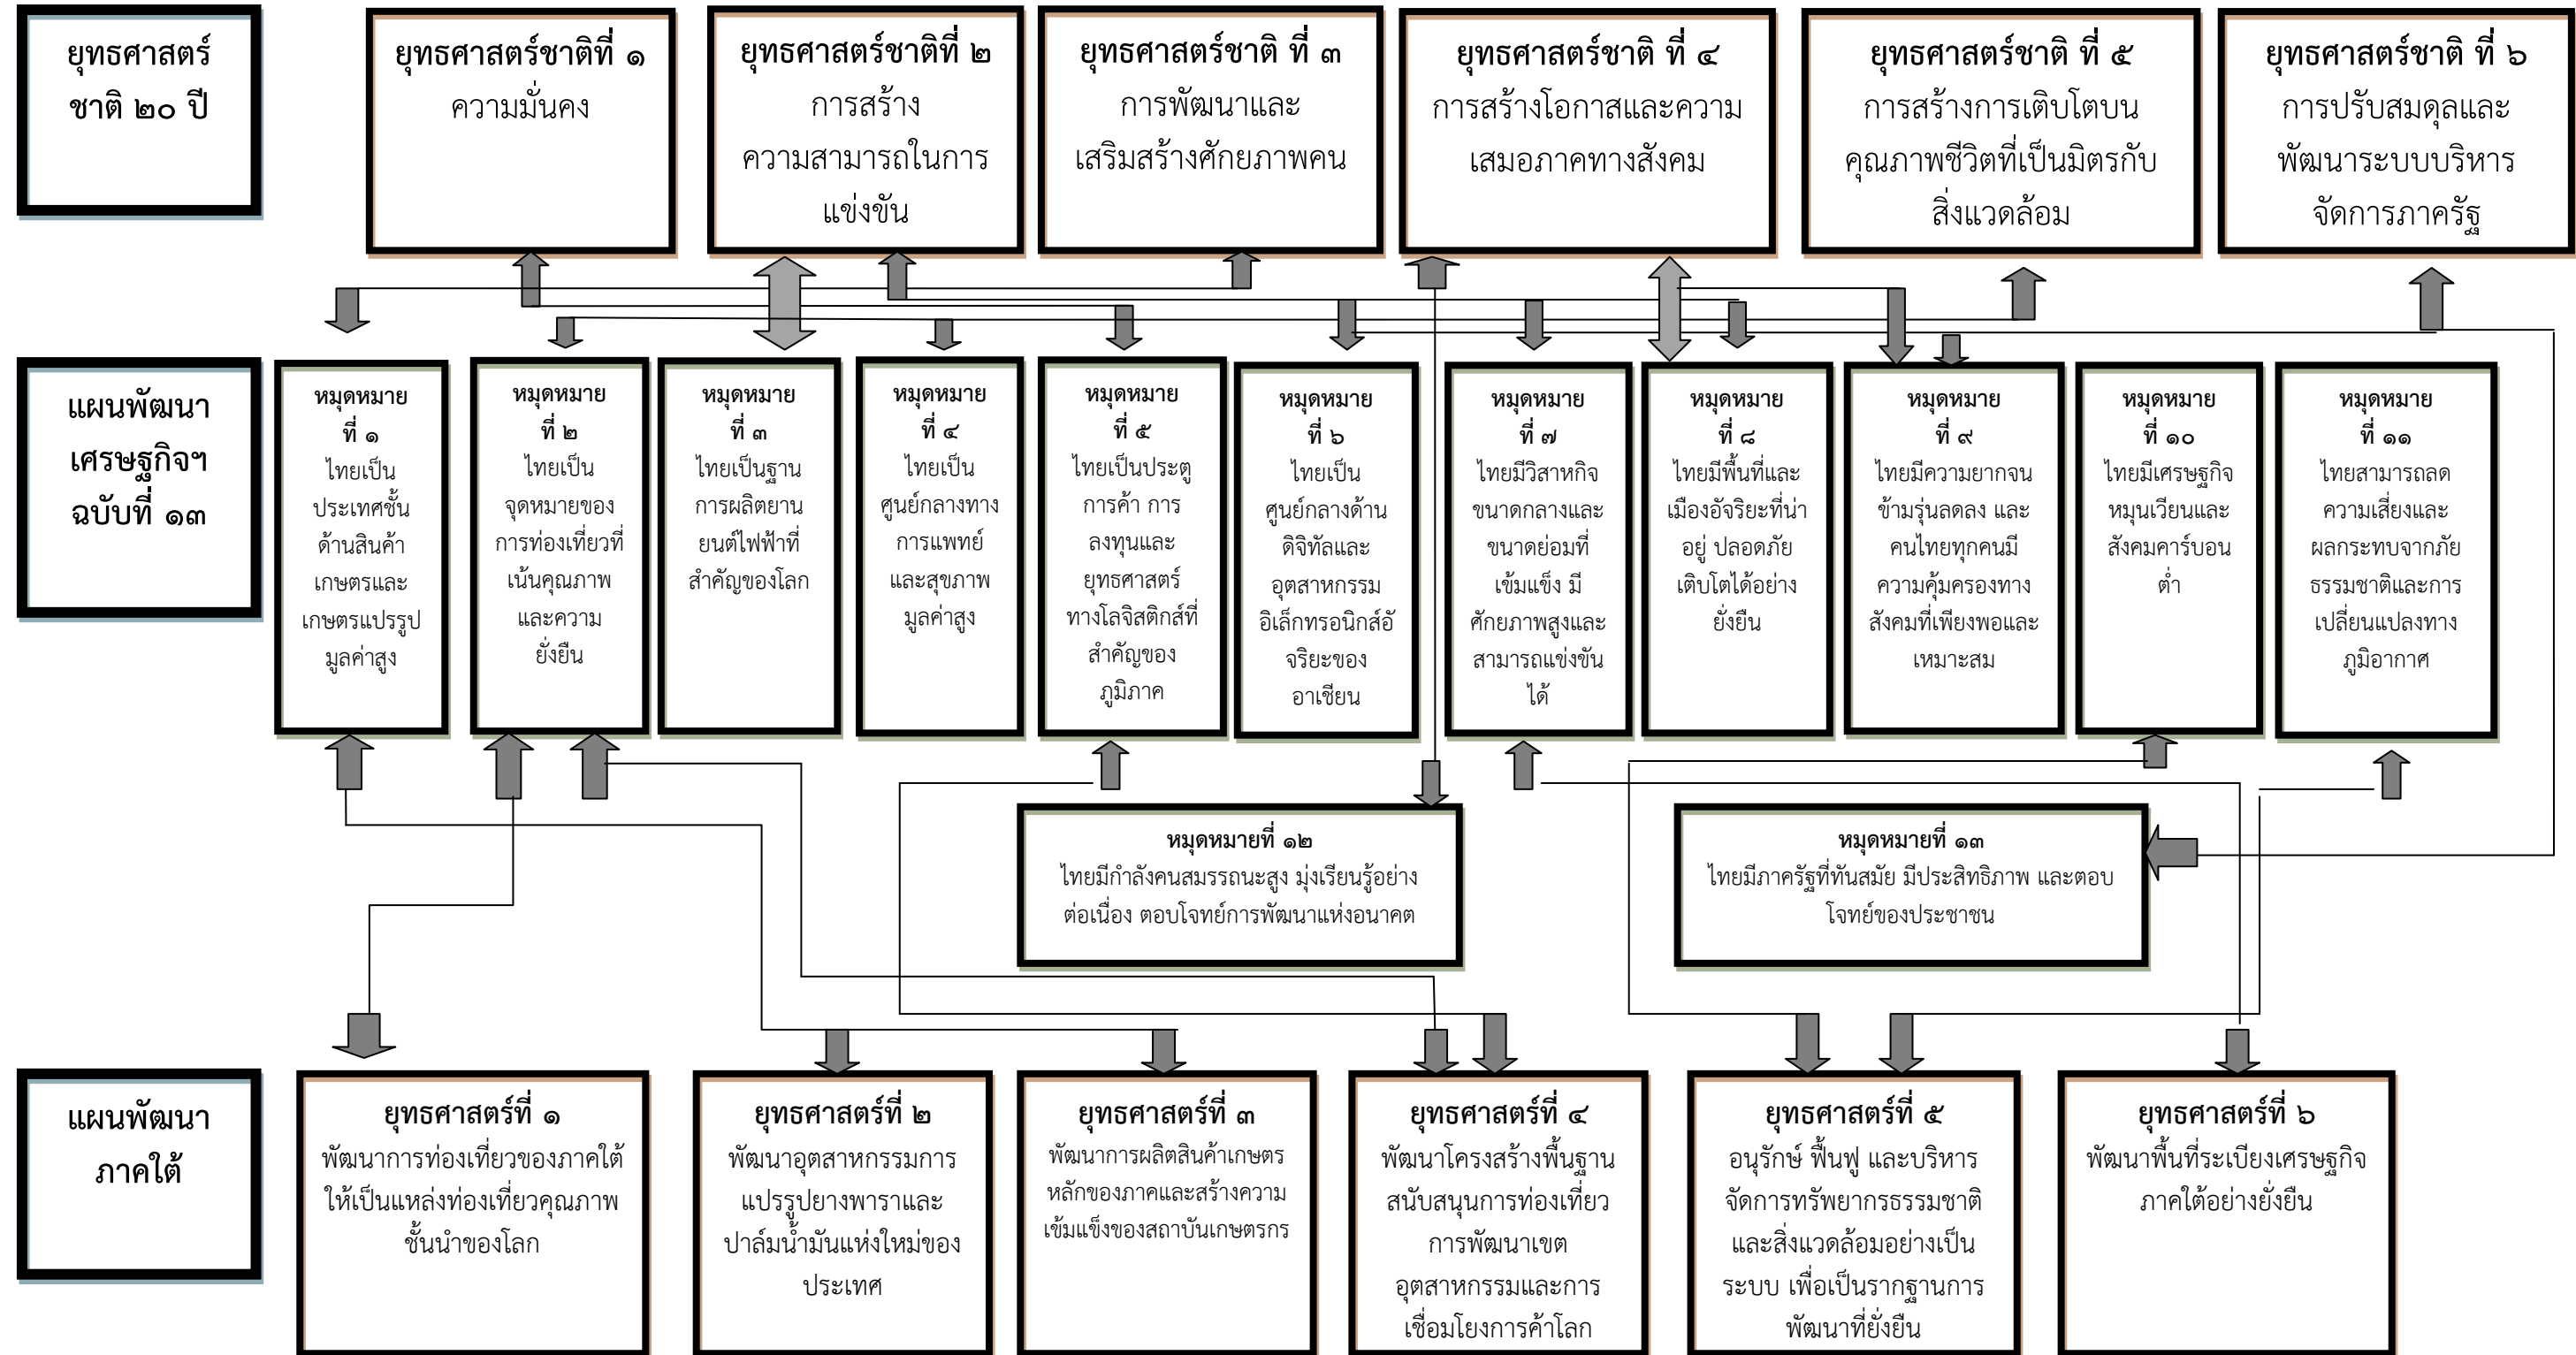 ยุทธศาสตร์
ชาติ ๒๐ ปี
ยุทธศาสตร์ชาติที่ ๑
ความมั่นคง
ยุทธศาสตร์ชาติที่ ๒
การสร้าง
ความสามารถในการ
แข่งขัน
ยุทธศาสตร์ชาติ ที่ ๓
การพัฒนาและ
เสริมสร้างศักยภาพคน
ยุทธศาสตร์ชาติ ที่ ๔
การสร้างโอกาสและความ
เสมอภาคทางสังคม
ยุทธศาสตร์ชาติ ที่ ๕
การสร้างการเติบโตบน
คุณภาพชีวิตที่เป็นมิตรกับ
สิ่งแวดล้อม
ยุทธศาสตร์ชาติ ที่ ๖
การปรับสมดุลและ
พัฒนาระบบบริหาร
จัดการภาครัฐ
แผนพัฒนา
เศรษฐกิจฯ
ฉบับที่ ๑๓
หมุดหมาย
ที่ ๑
ไทยเป็น
ประเทศชั้น
ด้านสินค้า
เกษตรและ
เกษตรแปรรูป
มูลค่าสูง
หมุดหมาย
ที่ ๒
ไทยเป็น
จุดหมายของ
การท่องเที่ยวที่
เน้นคุณภาพ
และความ
ยั่งยืน
หมุดหมาย
ที่ ๓
ไทยเป็นฐาน
การผลิตยาน
ยนต์ไฟฟ้าที่
สำคัญของโลก
หมุดหมาย
ที่ ๔
ไทยเป็น
ศูนย์กลางทาง
การแพทย์
และสุขภาพ
มูลค่าสูง
หมุดหมาย
ที่ ๕
ไทยเป็นประตู
การค้า การ
ลงทุนและ
ยุทธศาสตร์
ทางโลจิสติกส์ที่
สำคัญของ
ภูมิภาค
หมุดหมาย
ที่ ๖
ไทยเป็น
ศูนย์กลางด้าน
ดิจิทัลและ
อุตสาหกรรม
อิเล็กทรอนิกส์อั
จริยะของ
อาเซียน
หมุดหมาย
ที่ ๗
ไทยมีวิสาหกิจ
ขนาดกลางและ
ขนาดย่อมที่
เข้มแข็ง มี
ศักยภาพสูงและ
สามารถแข่งขัน
ได้
หมุดหมาย
ที่ ๘
ไทยมีพื้นที่และ
เมืองอัจริยะที่น่า
อยู่ ปลอดภัย
เติบโตได้อย่าง
ยั่งยืน
หมุดหมาย
ที่ ๙
ไทยมีความยากจน
ข้ามรุ่นลดลง และ
คนไทยทุกคนมี
ความคุ้มครองทาง
สังคมที่เพียงพอและ
เหมาะสม
หมุดหมาย
ที่ ๑๐
ไทยมีเศรษฐกิจ
หมุนเวียนและ
สังคมคาร์บอน
ต่ำ
หมุดหมาย
ที่ ๑๑
ไทยสามารถลด
ความเสี่ยงและ
ผลกระทบจากภัย
ธรรมชาติและการ
เปลี่ยนแปลงทาง
ภูมิอากาศ
หมุดหมายที่ ๑๒
ไทยมีกำลังคนสมรรถนะสูง มุ่งเรียนรู้อย่าง
ต่อเนื่อง ตอบโจทย์การพัฒนาแห่งอนาคต
หมุดหมายที่ ๑๓
ไทยมีภาครัฐที่ทันสมัย มีประสิทธิภาพ และตอบ
โจทย์ของประชาชน
แผนพัฒนา
ภาคใต้
ยุทธศาสตร์ที่ ๑
พัฒนาการท่องเที่ยวของภาคใต้
ให้เป็นแหล่งท่องเที่ยวคุณภาพ
ชั้นนำของโลก
ยุทธศาสตร์ที่ ๒
พัฒนาอุตสาหกรรมการ
แปรรูปยางพาราและ
ปาล์มน้ำมันแห่งใหม่ของ
ประเทศ
ยุทธศาสตร์ที่ ๓
พัฒนาการผลิตสินค้าเกษตร
หลักของภาคและสร้างความ
เข้มแข็งของสถาบันเกษตรกร
ยุทธศาสตร์ที่ ๔
พัฒนาโครงสร้างพื้นฐาน
สนับสนุนการท่องเที่ยว
การพัฒนาเขต
อุตสาหกรรมและการ
เชื่อมโยงการค้าโลก
ยุทธศาสตร์ที่ ๕
อนุรักษ์ ฟื้นฟู และบริหาร
จัดการทรัพยากรธรรมชาติ
และสิ่งแวดล้อมอย่างเป็น
ระบบ เพื่อเป็นรากฐานการ
พัฒนาที่ยั่งยืน
ยุทธศาสตร์ที่ ๖
พัฒนาพื้นที่ระเบียงเศรษฐกิจ
ภาคใต้อย่างยั่งยืน